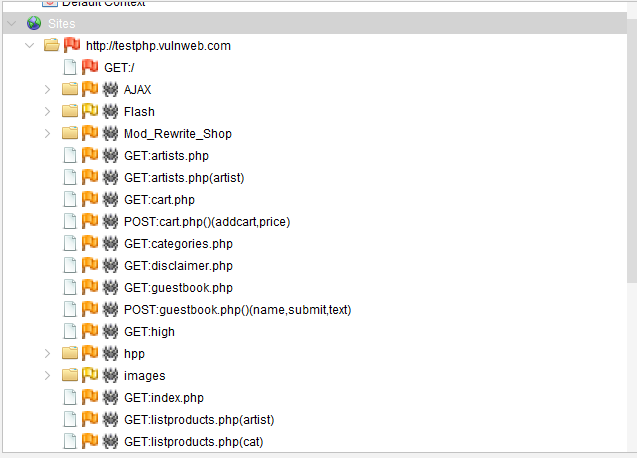 Default Context
Sites
http://testphp.vulnweb.com
GET:/
AJAX
Flash
Mod_Rewrite_Shop
GET:artists.php
GET:artists.php(artist)
GET:cart.php
POST:cart.php()(addcart,price)
GET:categories.php
GET:disclaimer.php
GET:guestbook.php
POST:guestbook.php()(name,submit,text)
GET:high
hpp
images
GET:index.php
GET:listproducts.php(artist)
GET:listproducts.php(cat)